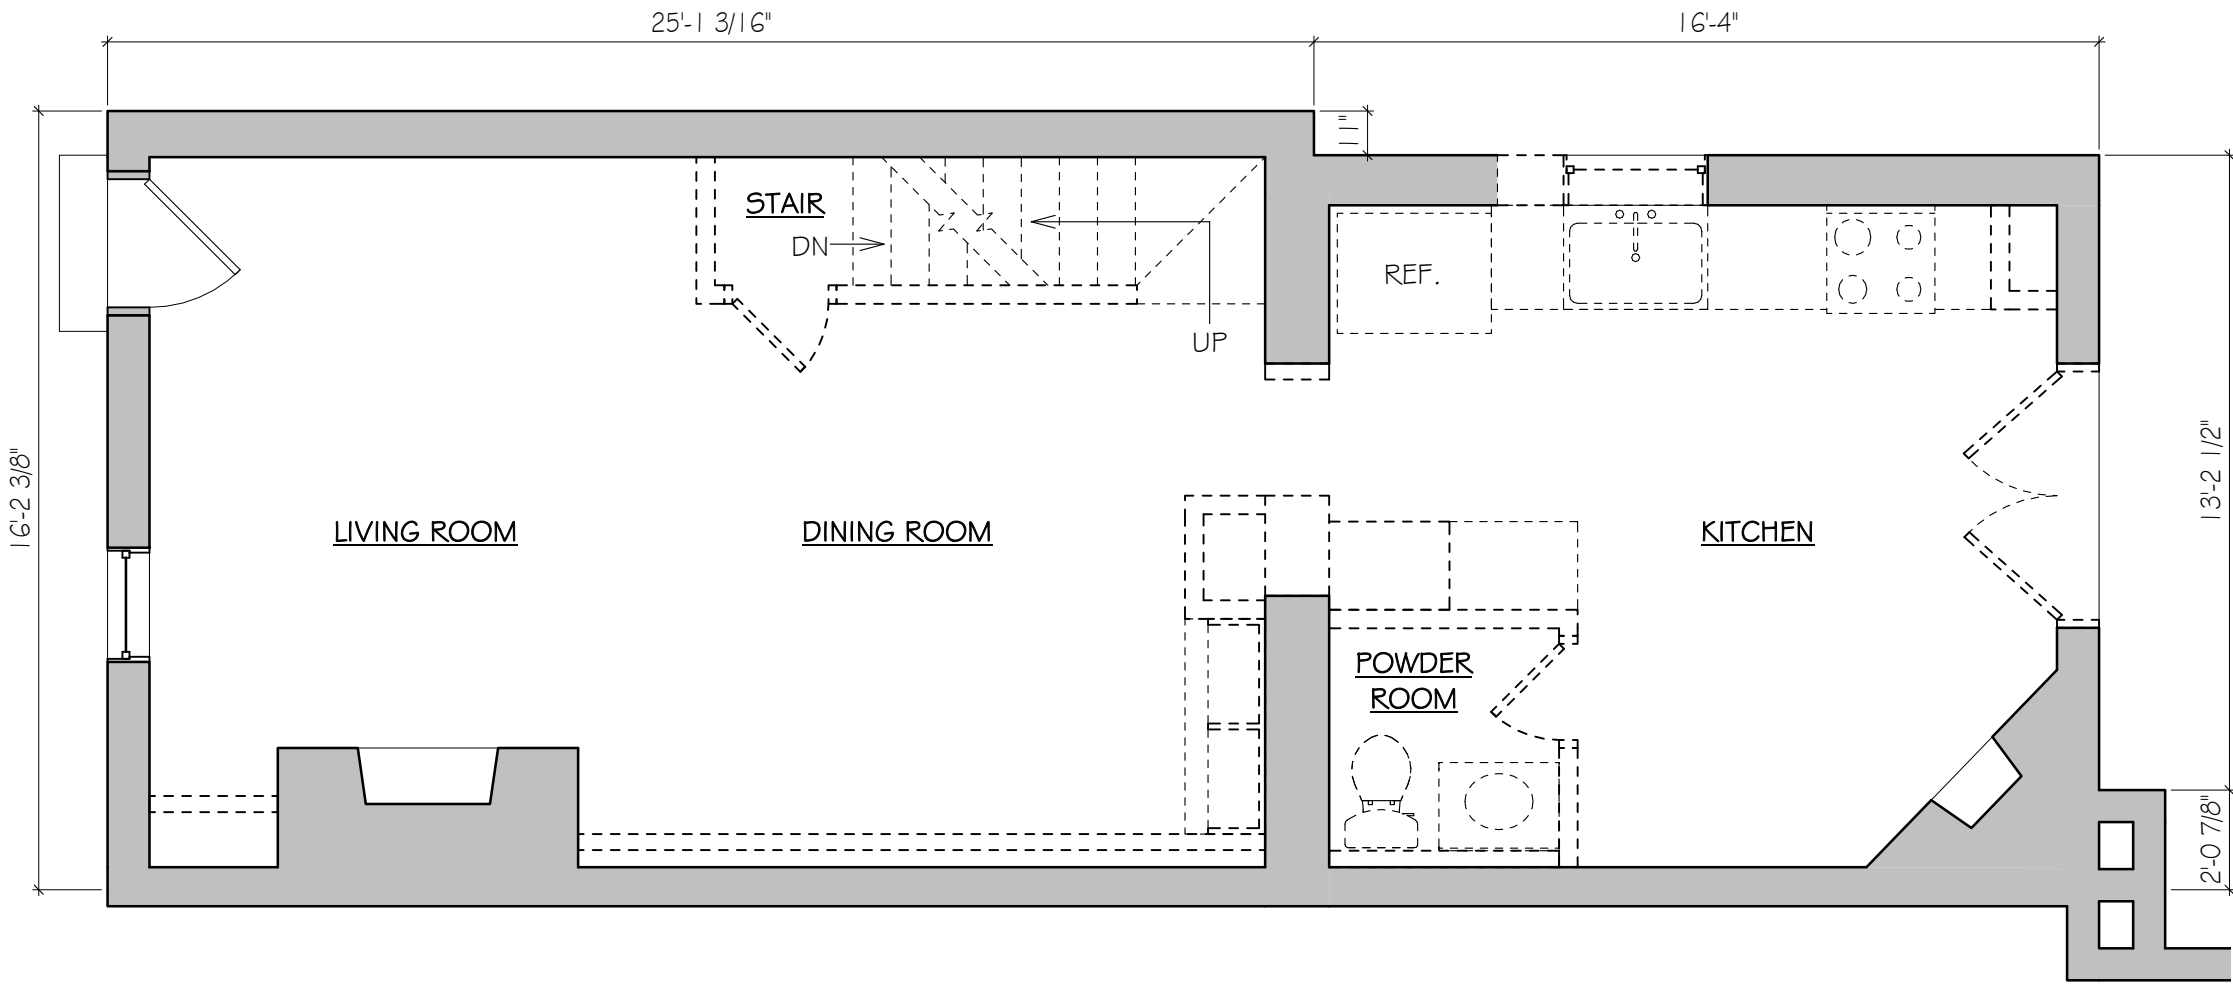 25'-1 3/16"
16'-4"
11"
STAIR
DN
REF.
UP
16'-2 3/8"
13'-2 1/2"
LIVING ROOM
DINING ROOM
KITCHEN
POWDER
ROOM
2'-0 7/8"